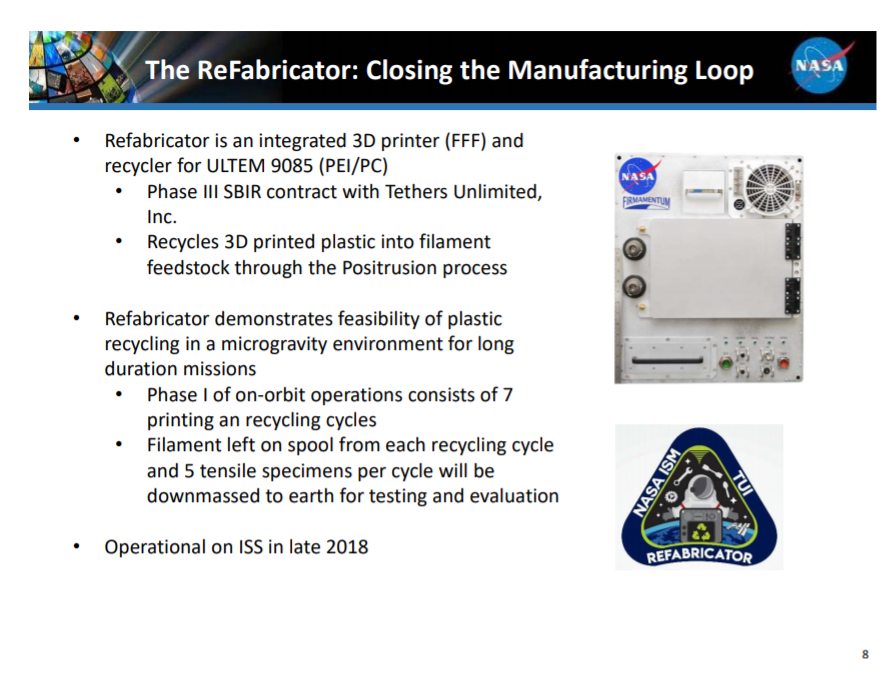 The ReFabricator: Closing the Manufacturing Loop
NASA
• Refabricator is an integrated 3D printer (FFF) and
recycler for ULTEM 9085 (PEI/PC)
• Phase III SBIR contract with Tethers Unlimited,
Inc.
• Recycles 3D printed plastic into filament
feedstock through the Positrusion process
• Refabricator demonstrates feasibility of plastic
recycling in a microgravity environment for long
duration missions
• Phase I of on-orbit operations consists of 7
printing an recycling cycles
• Filament left on spool from each recycling cycle
and 5 tensile specimens per cycle will be
downmassed to earth for testing and evaluation
• Operational on ISS in late 2018
NASA
FIRMAMENTUM
NASA ISM
TUI
REFABRICATOR
8